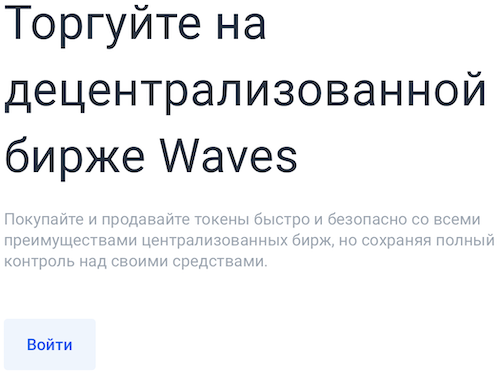 Торгуйте на
децентрализованной
бирже Waves
Покупайте и продавайте токены быстро и безопасно со всеми
преимуществами централизованных бирж, но сохраняя полный
контроль над своими средствами.
Войти